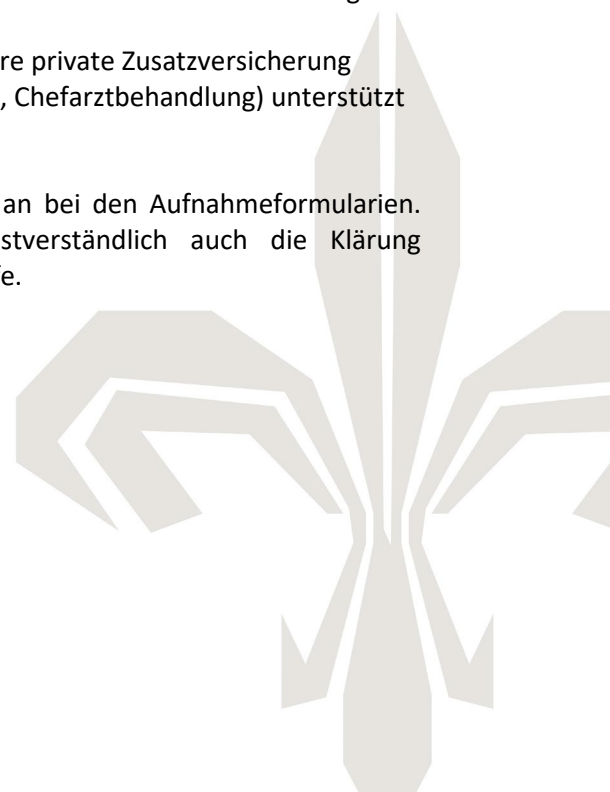 re private Zusatzversicherung
, Chefarztbehandlung) unterstützt
an bei den Aufnahmeformularien.
stverständlich auch die Klärung
e.